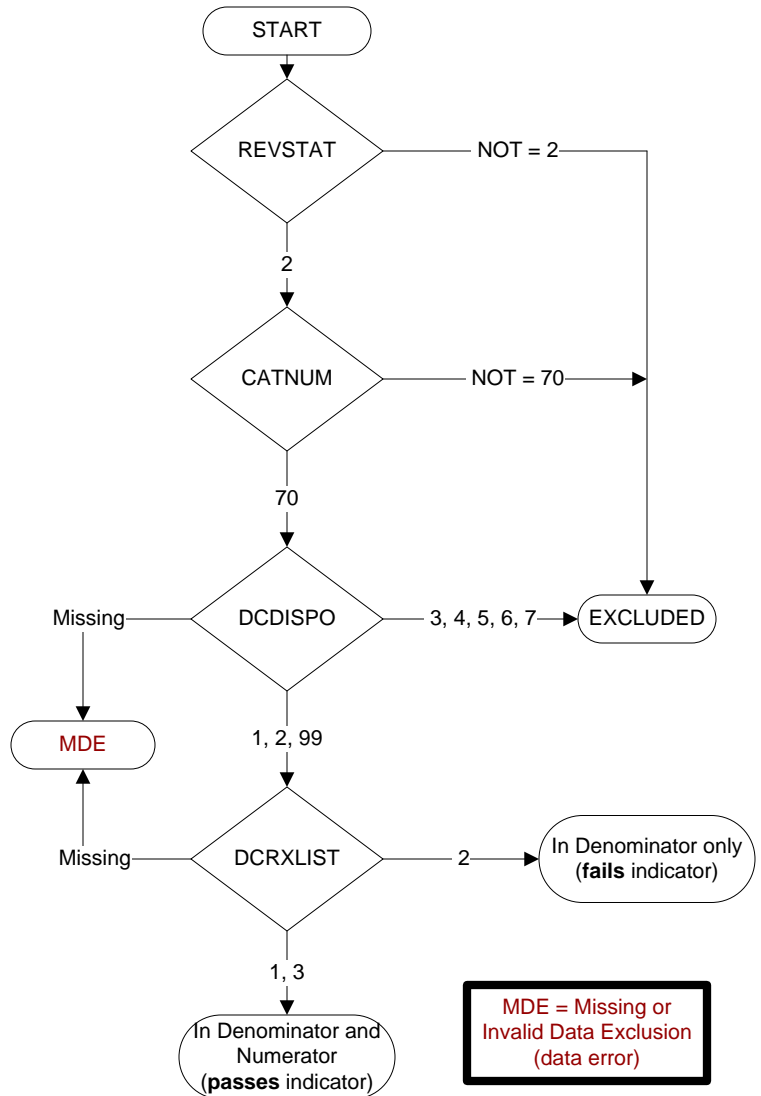 START
REVSTAT
NOT = 2
2
CATNUM
NOT = 70
70
Missing
DCDISPO
3, 4, 5, 6, 7
EXCLUDED
MDE
1, 2, 99
Missing
DCRXLIST
2
In Denominator only
(fails indicator)
1, 3
In Denominator and
Numerator
(passes indicator)
MDE = Missing or
Invalid Data Exclusion
(data error)